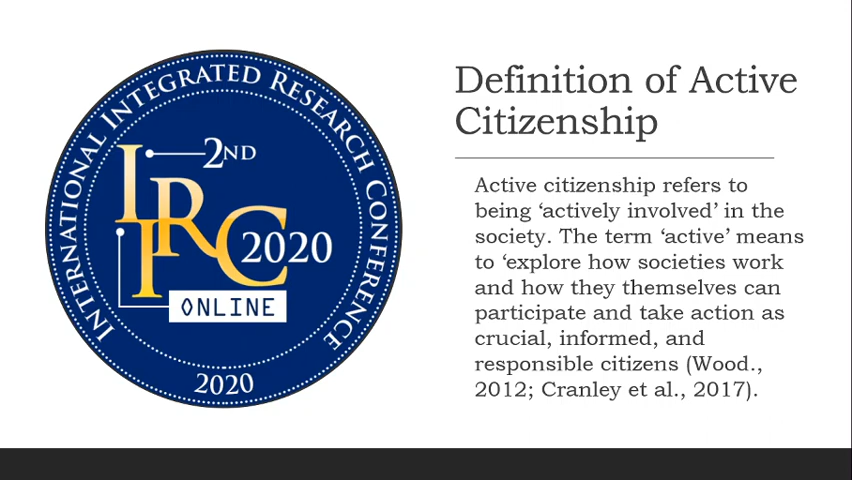 INTERNATIONAL INTEGRATED RESEARCH CONFERENCE
2ND
IIRC
2020
ONLINE
2020
Definition of Active
Citizenship
Active citizenship refers to
being ‘actively involved’ in the
society. The term ‘active’ means
to ‘explore how societies work
and how they themselves can
participate and take action as
crucial, informed, and
responsible citizens (Wood.,
2012; Cranley et al., 2017).